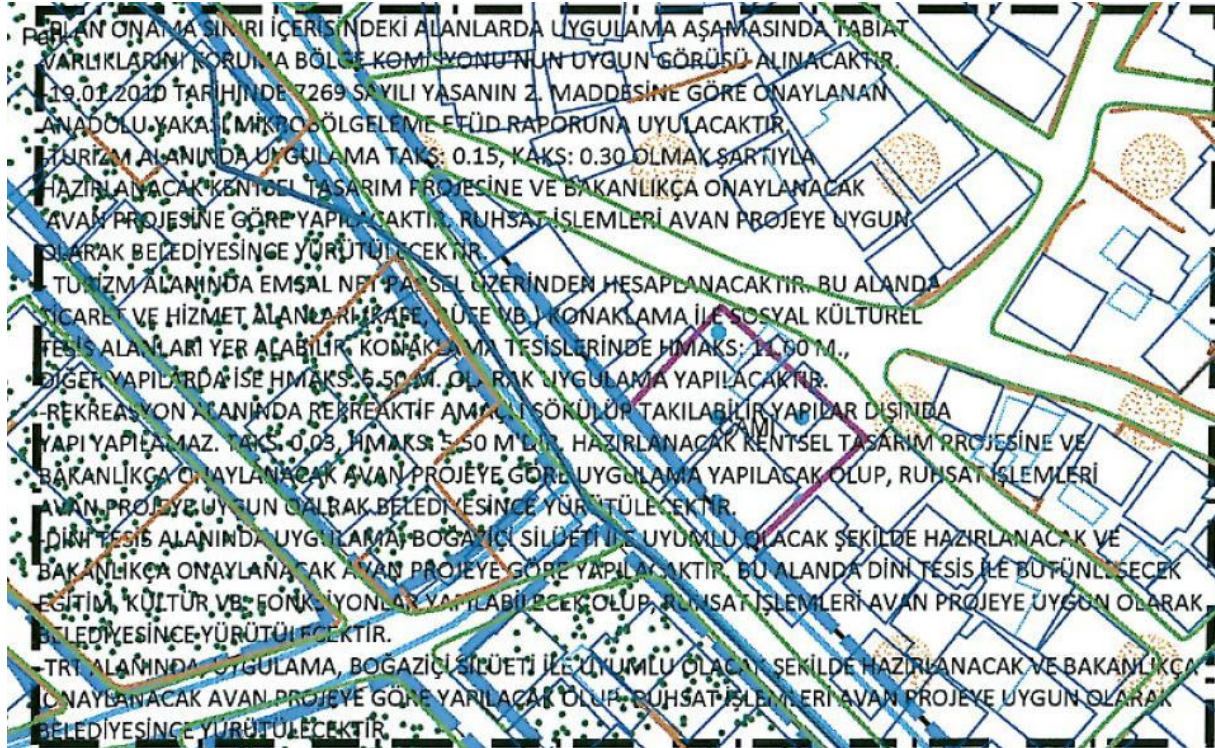 -PLAN ONAMA SINIRI İÇERİSİNDEKİ ALANLARDA UYGULAMA AŞAMASINDA TABİAT
VARLIKLARINI KORUMA BÖLGE KOMİSYONU'NUN UYGUN GÖRÜŞÜ ALINACAKTIR.
-19.01.2010 TARİHİNDE 7269 SAYILI YASANIN 2. MADDESİNE GÖRE ONAYLANAN
ANADOLU YAKASI MİKROBÖLGELEME ETÜD RAPORUNA UYULACAKTIR.
-TURİZM ALANINDA UYGULAMA TAKS: 0.15, KAKS: 0.30 OLMAK ŞARTIYLA
HAZIRLANACAK KENTSEL TASARIM PROJESİNE VE BAKANLIKÇA ONAYLANACAK
AVAN PROJESİNE GÖRE YAPILACAKTIR. RUHSAT İŞLEMLERİ AVAN PROJEYE UYGUN
OLARAK BELEDİYESİNCE YÜRÜTÜLECEKTİR.
- TURİZM ALANINDA EMSAL NET PARSEL ÜZERİNDEN HESAPLANACAKTIR. BU ALANDA
TİCARET VE HİZMET ALANLARI (KAFE, BÜFE VB.) KONAKLAMA İLE SOSYAL KÜLTÜREL
TESİS ALANLARI YER ALABİLİR. KONAKLAMA TESİSLERİNDE HMAKS: 11.00 M.,
DİĞER YAPILARDA İSE HMAKS: 6.50 M. OLARAK UYGULAMA YAPILACAKTIR.
-REKREASYON ALANINDA REKREAKTİF AMAÇLI SÖKÜLÜP TAKILABİLİR YAPILAR DIŞINDA
CAMİ
YAPI YAPILAMAZ. TAKS: 0.03, HMAKS: 5.50 M'DİR. HAZIRLANACAK KENTSEL TASARIM PROJESİNE VE
BAKANLIKÇA ONAYLANACAK AVAN PROJEYE GÖRE UYGULAMA YAPILACAK OLUP, RUHSAT İŞLEMLERİ
AVAN PROJEYE UYGUN OALRAK BELEDİYESİNCE YÜRÜTÜLECEKTİR.
-DİNİ TESİS ALANINDA UYGULAMA, BOĞAZİÇİ SİLÜETİ İLE UYUMLU OLACAK ŞEKİLDE HAZIRLANACAK VE
BAKANLIKÇA ONAYLANACAK AVAN PROJEYE GÖRE YAPILACAKTIR. BU ALANDA DİNİ TESİS İLE BÜTÜNLEŞECEK
EĞİTİM, KÜLTÜR VB. FONKSİYONLAR YAPILABİLECEK OLUP, RUHSAT İŞLEMLERİ AVAN PROJEYE UYGUN OLARAK
BELEDİYESİNCE YÜRÜTÜLECEKTİR.
-TRT ALANINDA UYGULAMA, BOĞAZİÇİ SİLÜETİ İLE UYUMLU OLACAK ŞEKİLDE HAZIRLANACAK VE BAKANLIKÇA
ONAYLANACAK AVAN PROJEYE GÖRE YAPILACAK OLUP, RUHSAT İŞLEMLERİ AVAN PROJEYE UYGUN OLARAK
BELEDİYESİNCE YÜRÜTÜLECEKTİR.